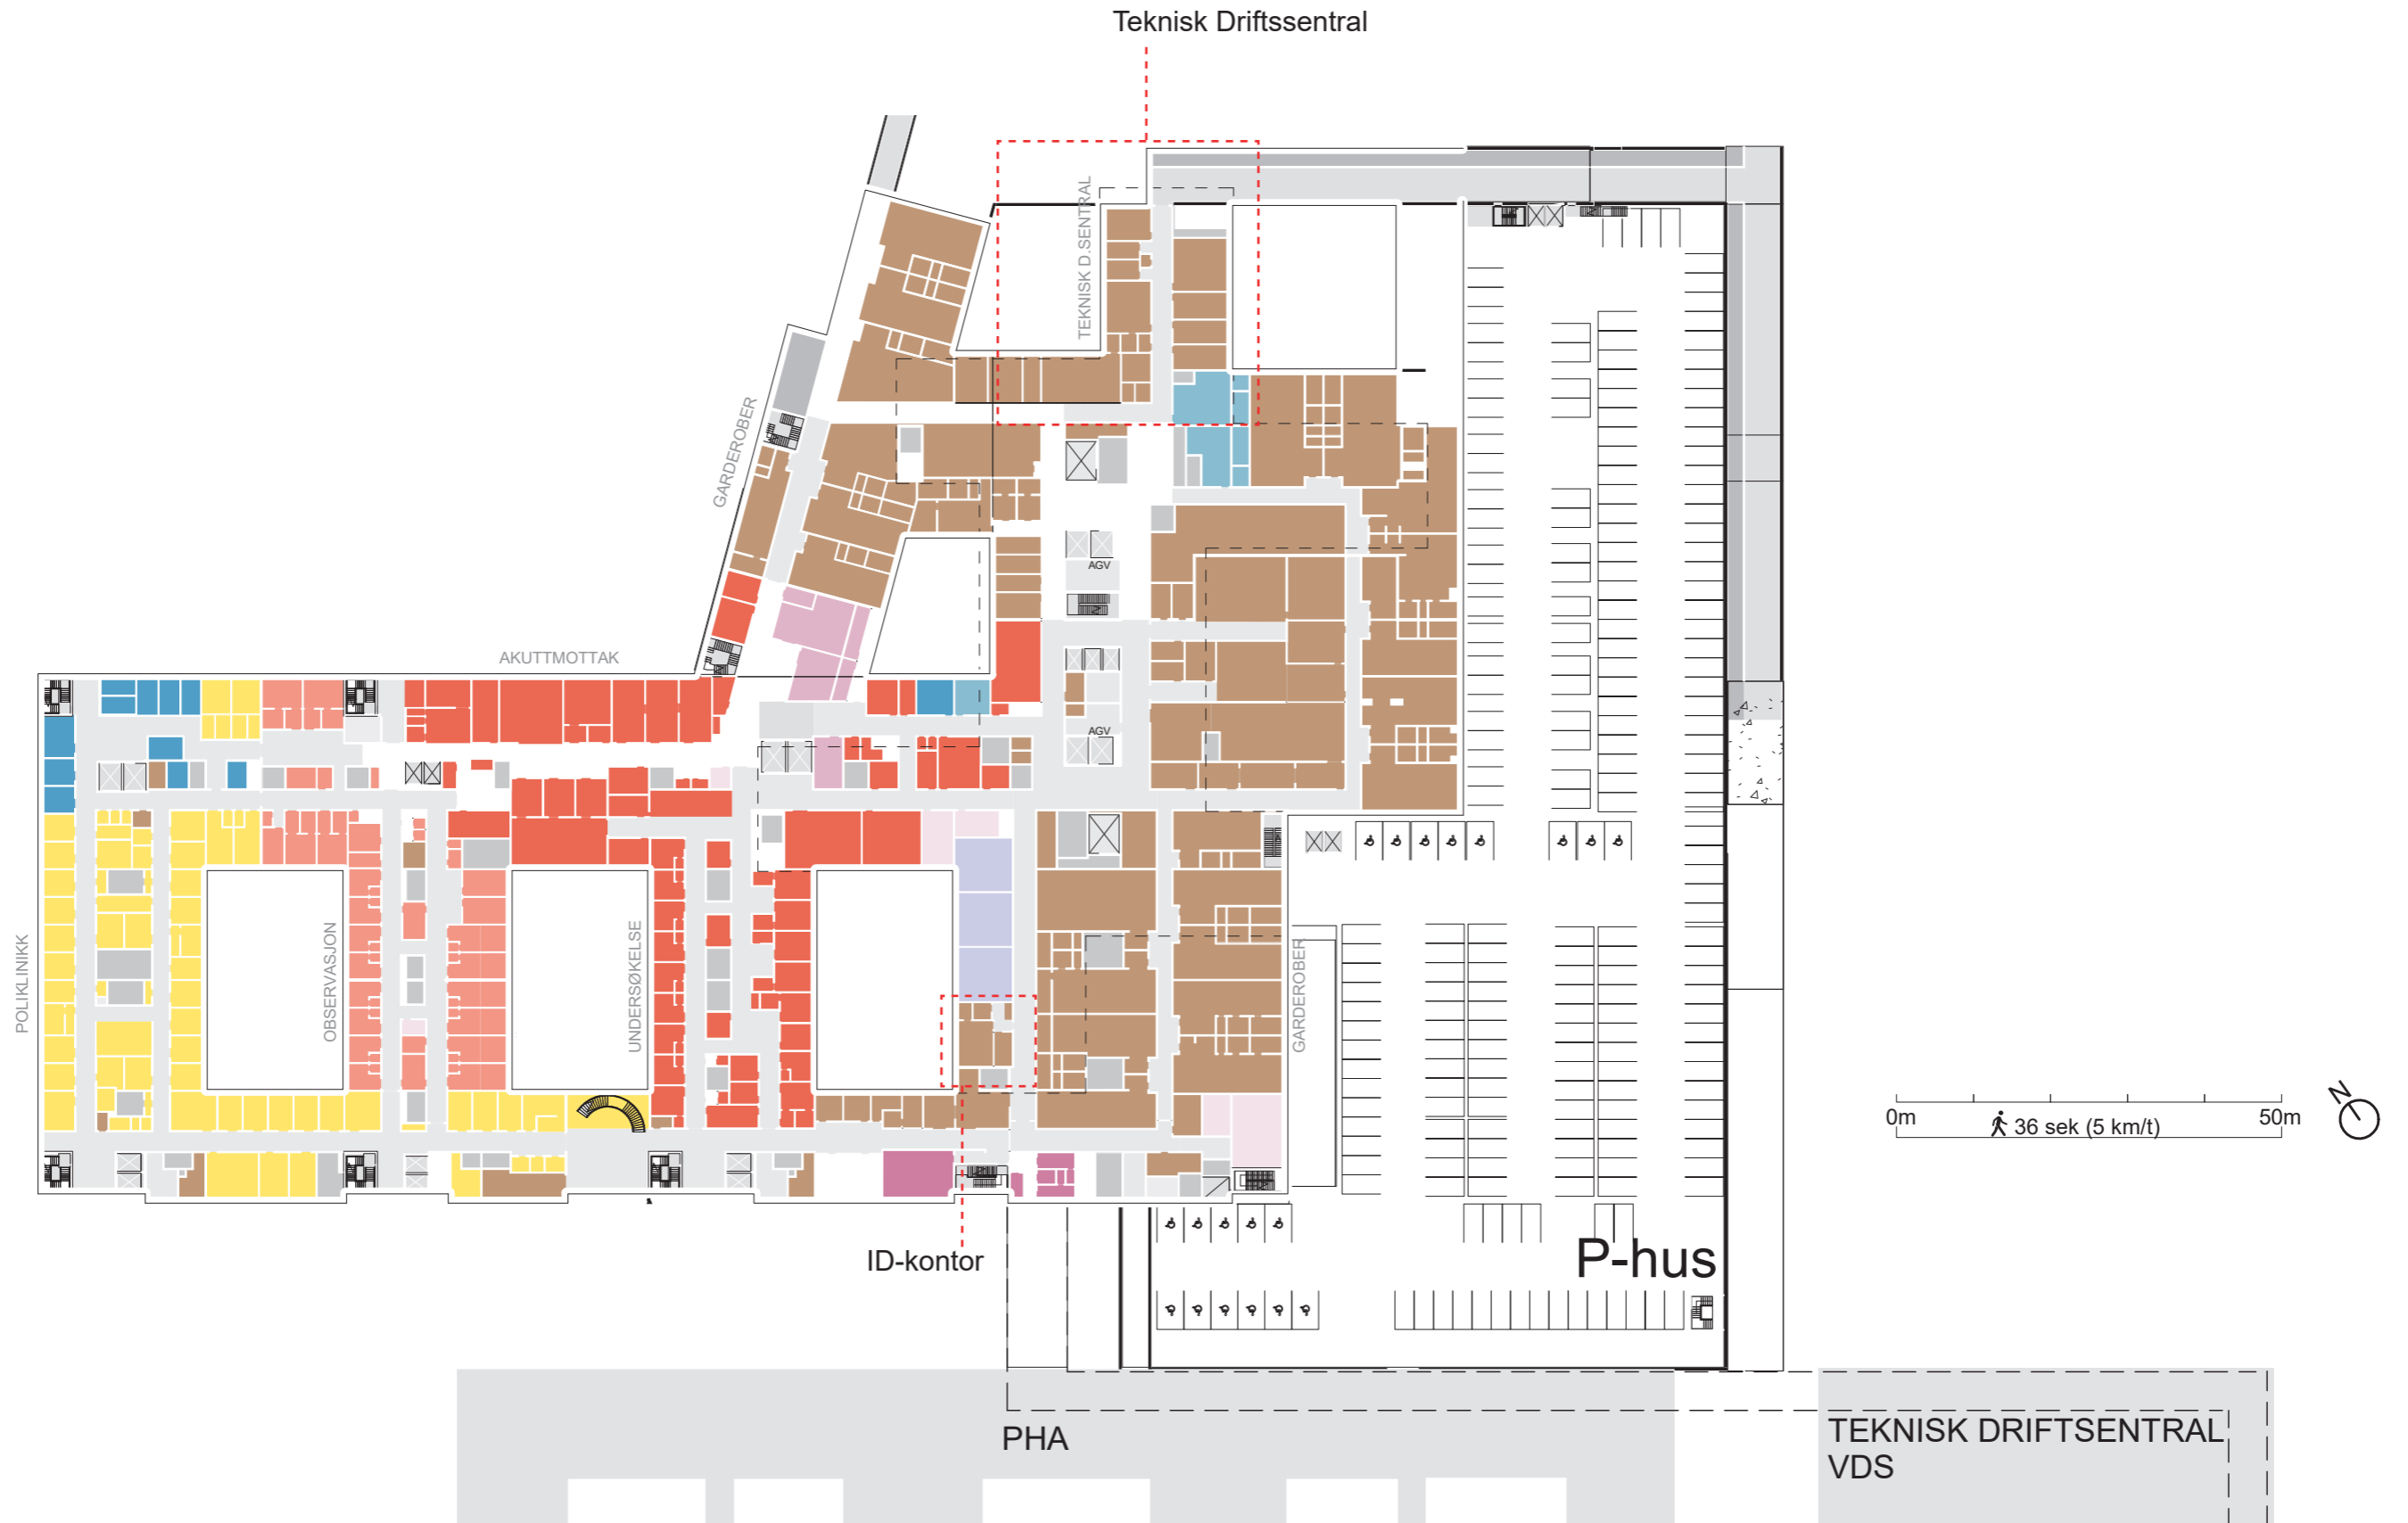 Teknisk Driftssentral
TEKNISK D.SENTRAL
GARDEROBER
AGV
AKUTTMOTTAK
AGV
POLIKLINIKK
OBSERVASJON
UNDERSØKELSE
GARDEROBER
N
0m
50m
36 sek (5 km/t)
ID-kontor
P-hus
PHA
TEKNISK DRIFTSENTRAL
VDS